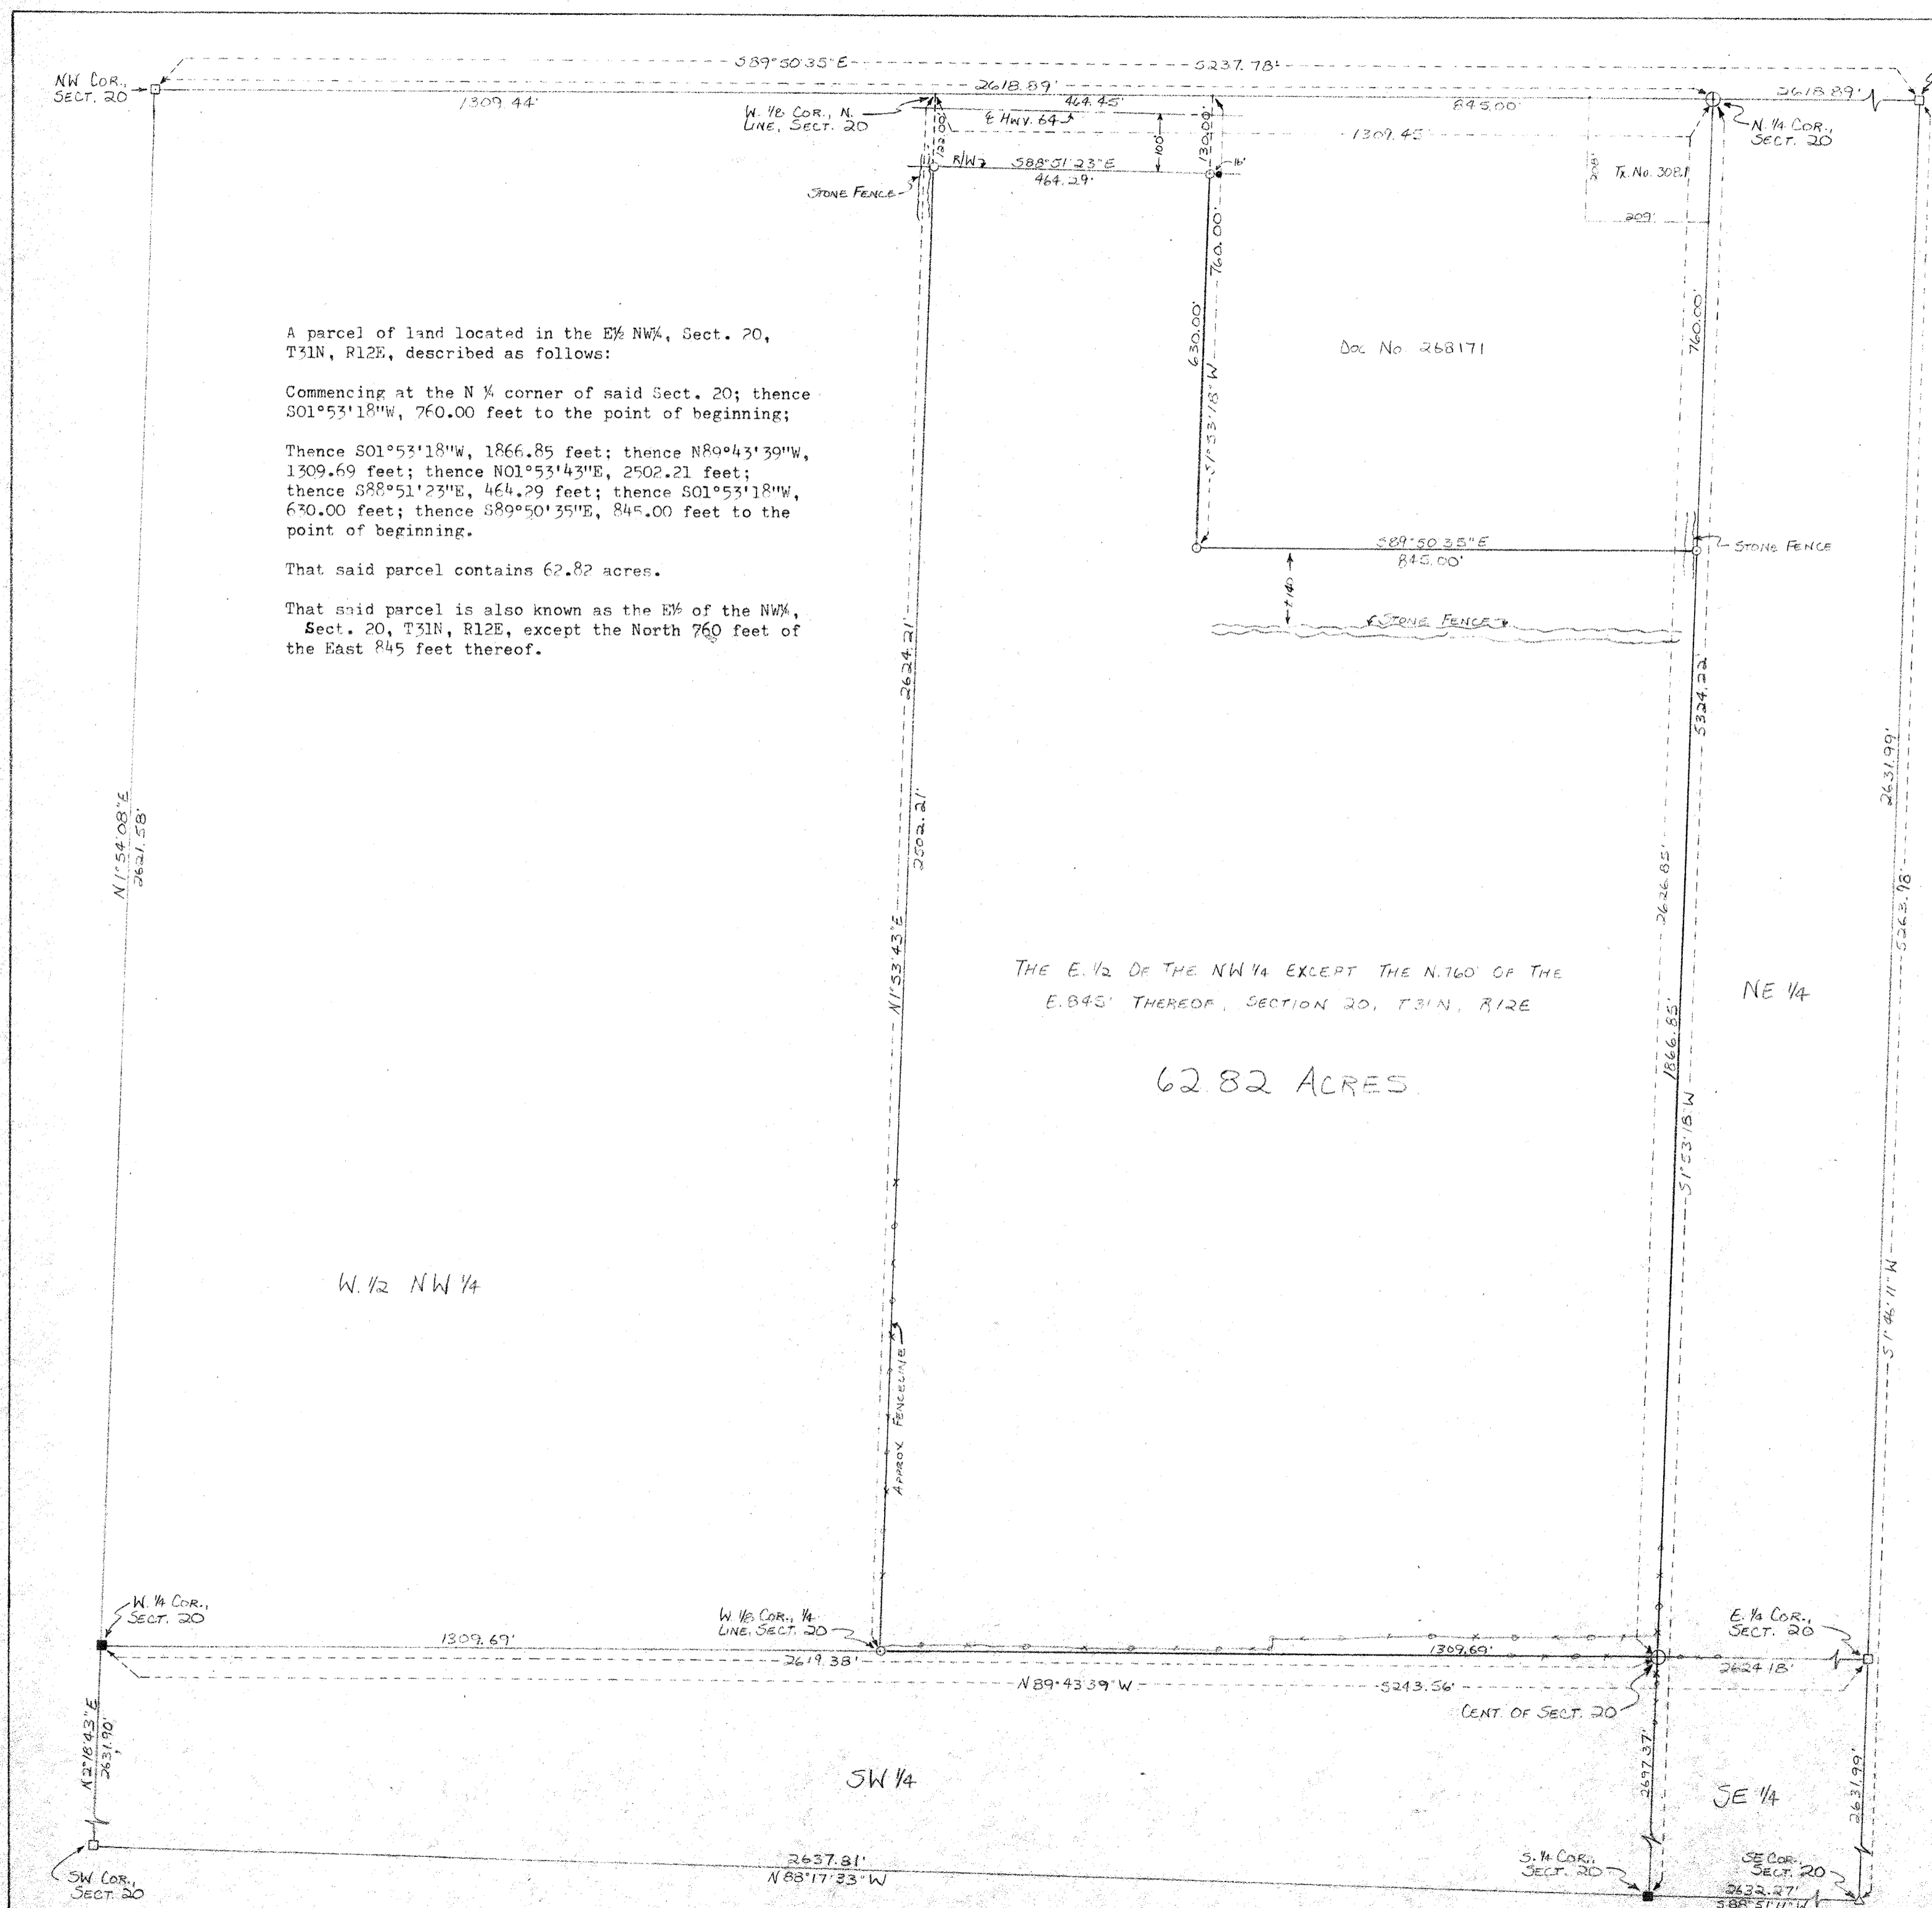 S89°50'35"E 5237.78'
NW COR.,
SECT. 20
2618.89'
1309.44'
W. 1/8 COR., N.
LINE, SECT. 20
464.45'
845.00'
2618.89'
℄ HWY. 64
1309.45'
N. 1/4 COR.,
SECT. 20
122.00'
100'
130.00'
R/W
S88°51'23"E
464.29'
16'
STONE FENCE
208'
Tx. No. 308.1
209'
760.00'
630.00'
S1°53'18"W
760.00'
Doc No 268171
A parcel of land located in the E½ NW¼, Sect. 20,
T31N, R12E, described as follows:
Commencing at the N ¼ corner of said Sect. 20; thence
S01°53'18"W, 760.00 feet to the point of beginning;
Thence S01°53'18"W, 1866.85 feet; thence N89°43'39"W,
1309.69 feet; thence N01°53'43"E, 2502.21 feet;
thence S88°51'23"E, 464.29 feet; thence S01°53'18"W,
630.00 feet; thence S89°50'35"E, 845.00 feet to the
point of beginning.
That said parcel contains 62.82 acres.
That said parcel is also known as the E½ of the NW¼,
Sect. 20, T31N, R12E, except the North 760 feet of
the East 845 feet thereof.
S89°50'35"E
845.00'
STONE FENCE
±140
STONE FENCE
2624.21'
5324.22'
2631.99'
N1°54'08"E
2621.58'
2502.21'
N1°53'43"E
2626.85'
5263.98'
THE E. 1/2 OF THE NW 1/4 EXCEPT THE N. 760' OF THE
E. 845' THEREOF, SECTION 20, T31N, R12E
62.82 ACRES
NE 1/4
1866.85'
S1°53'18"W
S1°46'11"W
W. 1/2 NW 1/4
APPROX FENCELINE
W. 1/4 COR.,
SECT. 20
W. 1/8 COR., 1/4
LINE, SECT. 20
E. 1/4 COR.,
SECT. 20
1309.69'
1309.69'
2619.38'
2624.18'
N89°43'39"W 5243.56'
CENT. OF SECT. 20
N2°18'43"E
2631.90'
2697.37'
2631.99'
SW 1/4
SE 1/4
SW COR.,
SECT. 20
2637.81'
N88°17'33"W
S. 1/4 COR.,
SECT. 20
SE COR.,
SECT. 20
2632.27'
S88°51'11"W